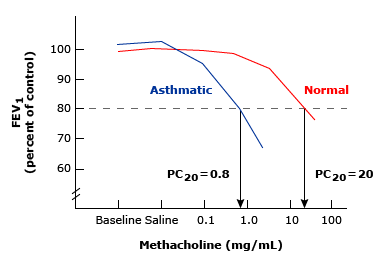 FEV1
(percent of control)
100
90
80
70
60
Asthmatic
Normal
PC20=0.8
PC20=20
Baseline Saline 0.1 1.0 10 100
Methacholine (mg/mL)